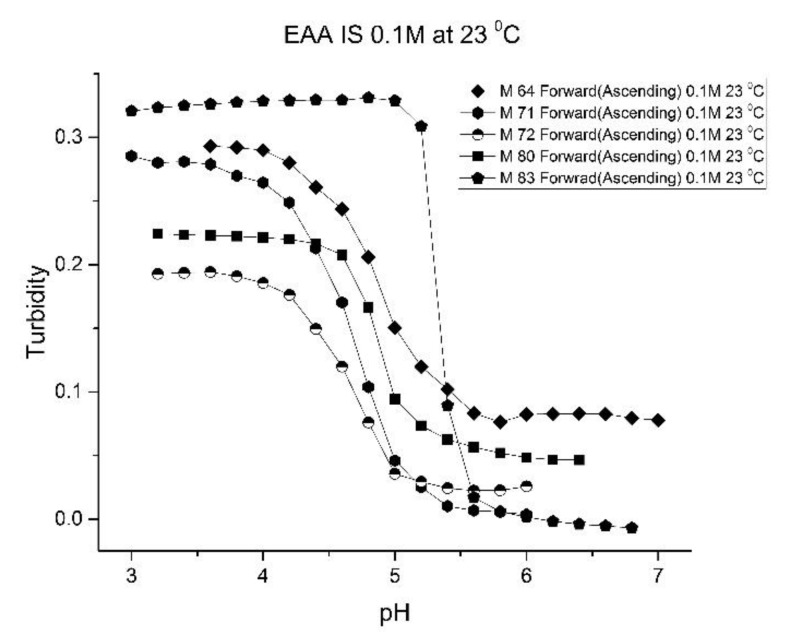 EAA IS 0.1M at 23 ⁰C
M 64 Forward(Ascending) 0.1M 23 ⁰C
M 71 Forward(Ascending) 0.1M 23 ⁰C
M 72 Forward(Ascending) 0.1M 23 ⁰C
M 80 Forward(Ascending) 0.1M 23 ⁰C
M 83 Forwrad(Ascending) 0.1M 23 ⁰C
0.3
0.2
0.1
0.0
Turbidity
3 4 5 6 7
pH